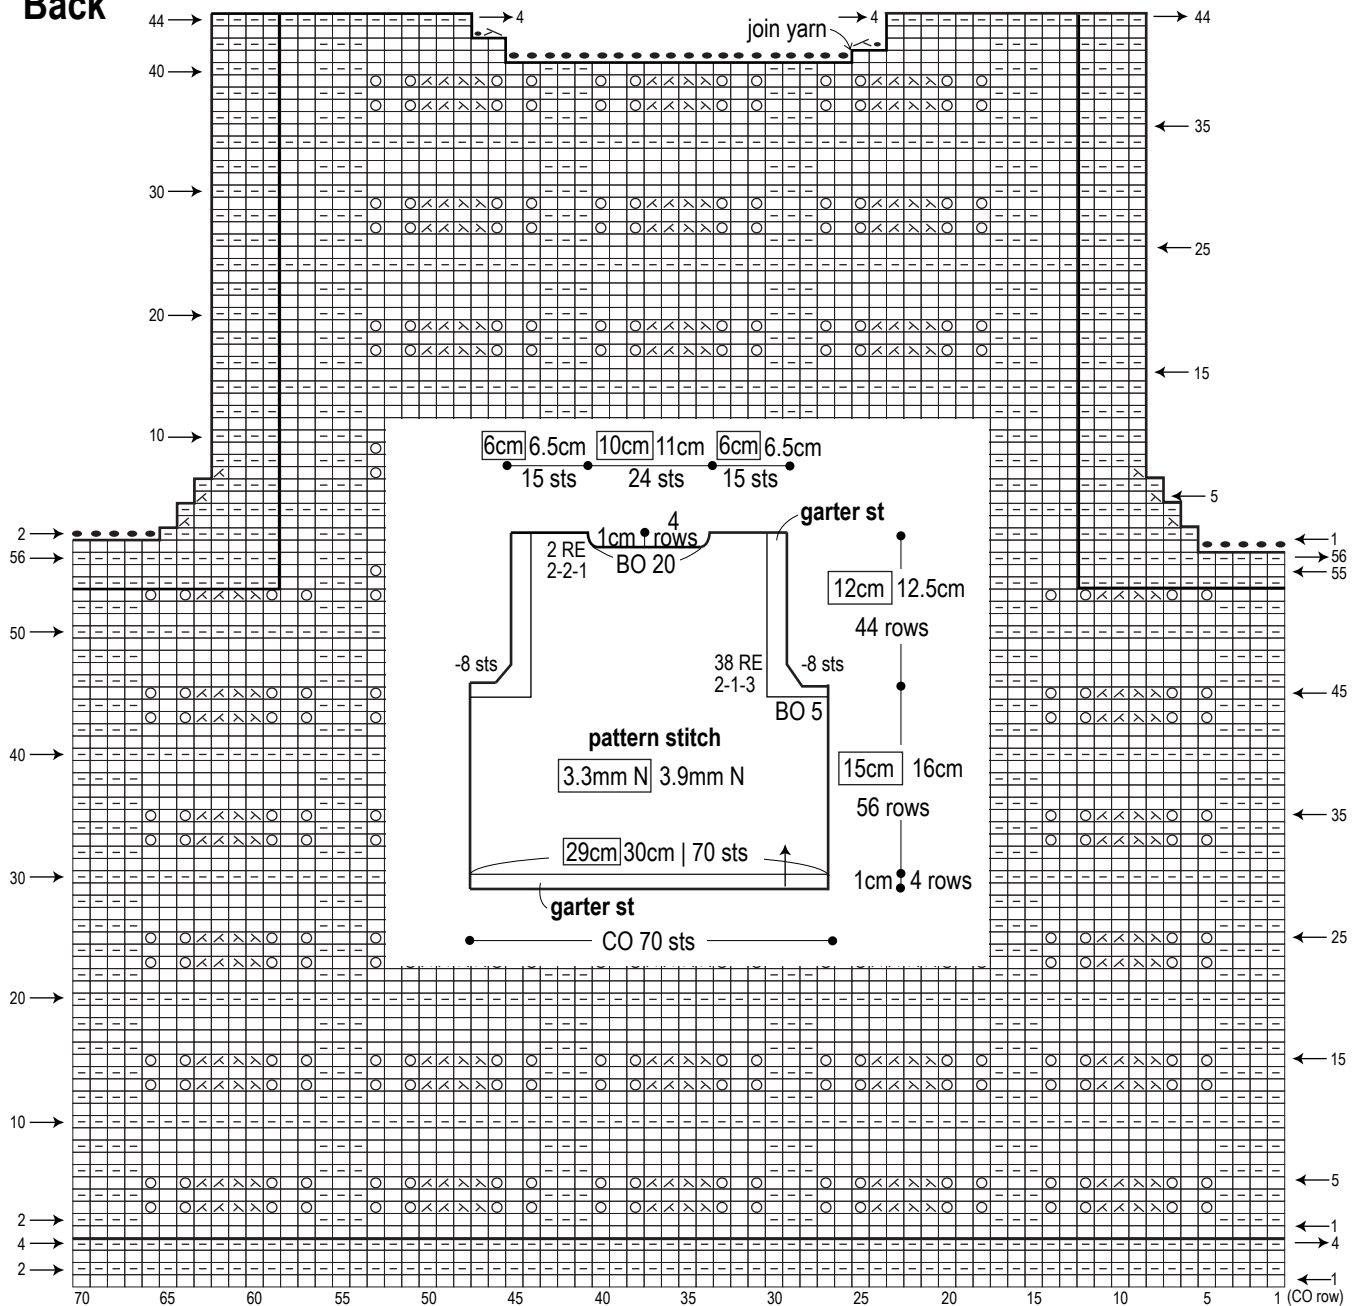 Back
44 4 4 44
join yarn
40
35
30
25
20
15
10
6cm 6.5cm 10cm 11cm 6cm 6.5cm
15 sts 24 sts 15 sts
5
garter st
4
1cm rows
2 RE
2-2-1
BO 20
2
1
56
56
55
12cm 12.5cm
44 rows
50
-8 sts
38 RE
2-1-3
-8 sts
BO 5
45
pattern stitch
40
3.3mm N 3.9mm N
15cm 16cm
56 rows
35
29cm 30cm | 70 sts
30
1cm 4 rows
garter st
CO 70 sts
25
20
15
10
5
2
1
4
4
2
1 (CO row)
70 65 60 55 50 45 40 35 30 25 20 15 10 5 1